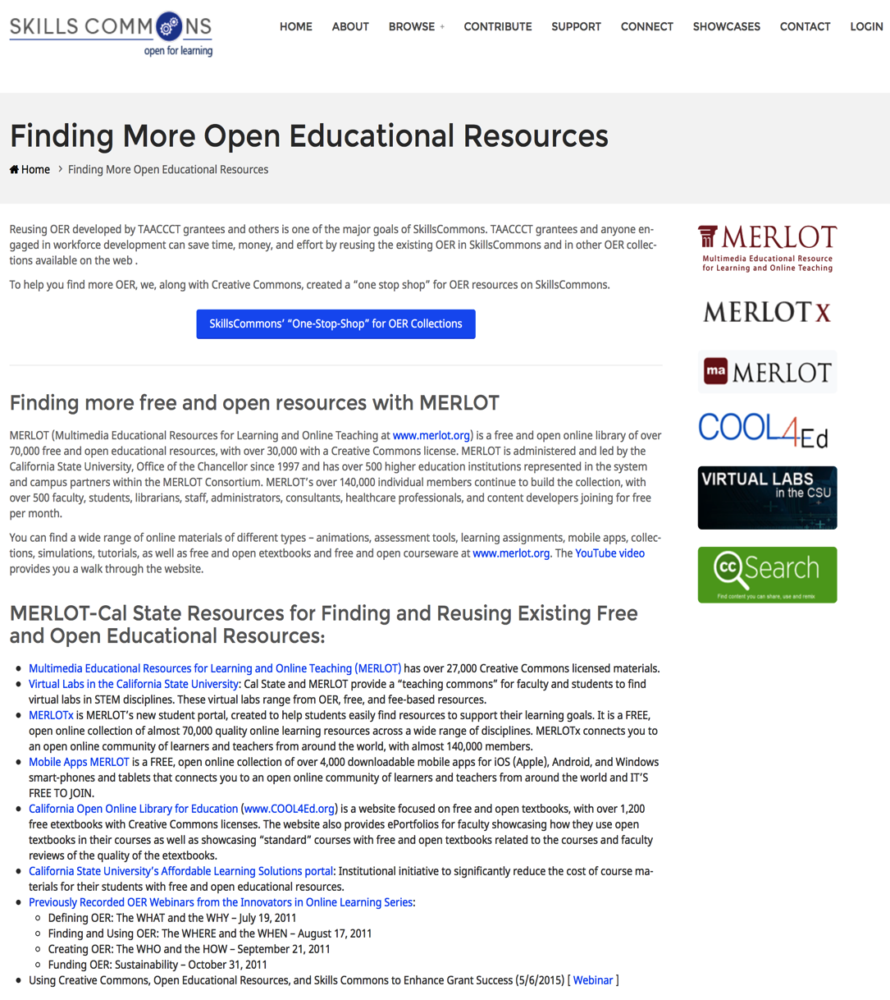 SKILLS COMMONS
open for learning
HOME ABOUT BROWSE + CONTRIBUTE SUPPORT CONNECT SHOWCASES CONTACT LOGIN
Finding More Open Educational Resources
Home > Finding More Open Educational Resources
Reusing OER developed by TAACCCT grantees and others is one of the major goals of SkillsCommons. TAACCCT grantees and anyone en-
gaged in workforce development can save time, money, and effort by reusing the existing OER in SkillsCommons and in other OER collec-
tions available on the web .
To help you find more OER, we, along with Creative Commons, created a “one stop shop” for OER resources on SkillsCommons.
SkillsCommons’ “One-Stop-Shop” for OER Collections
Finding more free and open resources with MERLOT
MERLOT (Multimedia Educational Resources for Learning and Online Teaching at www.merlot.org) is a free and open online library of over
70,000 free and open educational resources, with over 30,000 with a Creative Commons license. MERLOT is administered and led by the
California State University, Office of the Chancellor since 1997 and has over 500 higher education institutions represented in the system
and campus partners within the MERLOT Consortium. MERLOT’s over 140,000 individual members continue to build the collection, with
over 500 faculty, students, librarians, staff, administrators, consultants, healthcare professionals, and content developers joining for free
per month.
You can find a wide range of online materials of different types – animations, assessment tools, learning assignments, mobile apps, collec-
tions, simulations, tutorials, as well as free and open etextbooks and free and open courseware at www.merlot.org. The YouTube video
provides you a walk through the website.
MERLOT-Cal State Resources for Finding and Reusing Existing Free
and Open Educational Resources:
• Multimedia Educational Resources for Learning and Online Teaching (MERLOT) has over 27,000 Creative Commons licensed materials.
• Virtual Labs in the California State University: Cal State and MERLOT provide a “teaching commons” for faculty and students to find
virtual labs in STEM disciplines. These virtual labs range from OER, free, and fee-based resources.
• MERLOTx is MERLOT’s new student portal, created to help students easily find resources to support their learning goals. It is a FREE,
open online collection of almost 70,000 quality online learning resources across a wide range of disciplines. MERLOTx connects you to
an open online community of learners and teachers from around the world, with almost 140,000 members.
• Mobile Apps MERLOT is a FREE, open online collection of over 4,000 downloadable mobile apps for iOS (Apple), Android, and Windows
smart-phones and tablets that connects you to an open online community of learners and teachers from around the world and IT’S
FREE TO JOIN.
• California Open Online Library for Education (www.COOL4Ed.org) is a website focused on free and open textbooks, with over 1,200
free etextbooks with Creative Commons licenses. The website also provides ePortfolios for faculty showcasing how they use open
textbooks in their courses as well as showcasing “standard” courses with free and open textbooks related to the courses and faculty
reviews of the quality of the etextbooks.
• California State University’s Affordable Learning Solutions portal: Institutional initiative to significantly reduce the cost of course ma-
terials for their students with free and open educational resources.
• Previously Recorded OER Webinars from the Innovators in Online Learning Series:
◦ Defining OER: The WHAT and the WHY – July 19, 2011
◦ Finding and Using OER: The WHERE and the WHEN – August 17, 2011
◦ Creating OER: The WHO and the HOW – September 21, 2011
◦ Funding OER: Sustainability – October 31, 2011
• Using Creative Commons, Open Educational Resources, and Skills Commons to Enhance Grant Success (5/6/2015) [ Webinar ]
MERLOT
Multimedia Educational Resource
for Learning and Online Teaching
MERLOT X
ma MERLOT
COOL4Ed
VIRTUAL LABS
in the CSU
cc Search
Find content you can share, use and remix